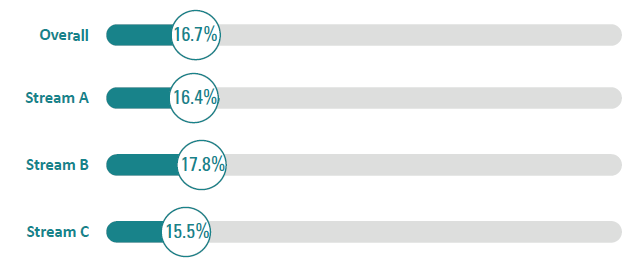 Overall 16.7%
Stream A 16.4%
Stream B 17.8%
Stream C 15.5%